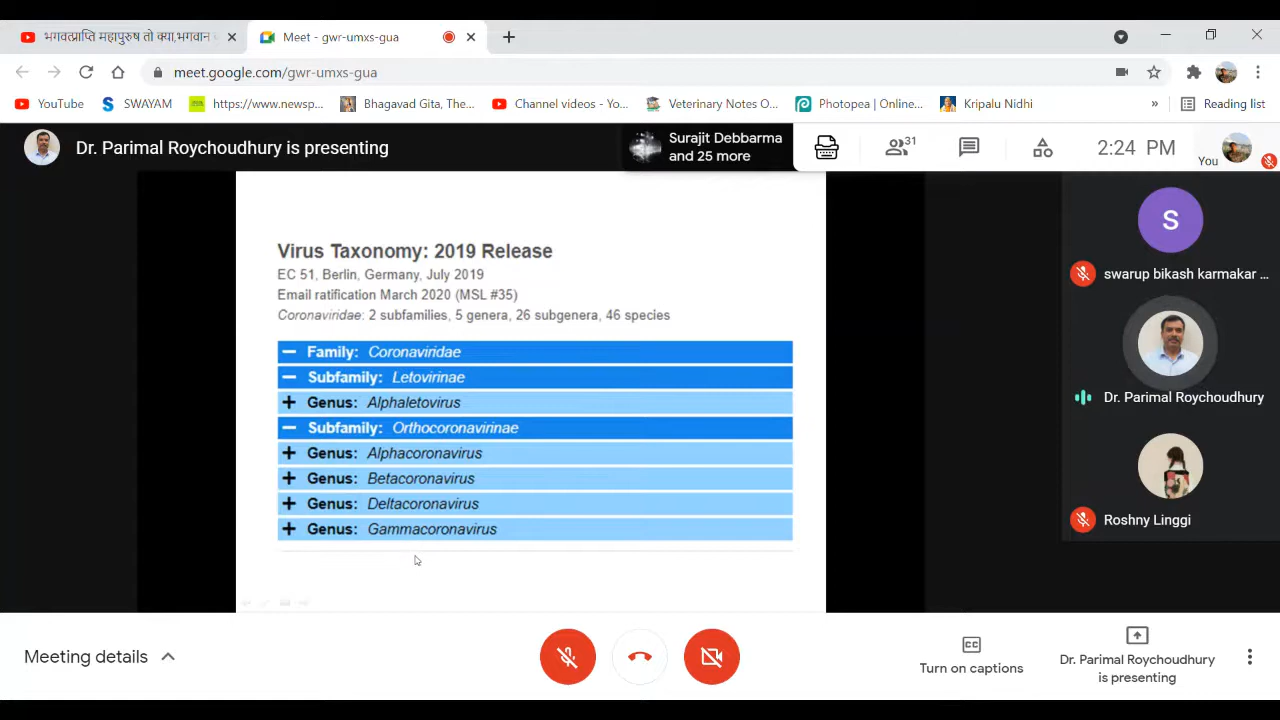 भगवत्प्राप्ति महापुरुष तो क्या,भगवान
Meet - gwr-umxs-gua
meet.google.com/gwr-umxs-gua
YouTube
SWAYAM
https://www.newsp...
Bhagavad Gita, The...
Channel videos - Yo...
Veterinary Notes O...
Photopea | Online...
Kripalu Nidhi
»
Reading list
Dr. Parimal Roychoudhury is presenting
Surajit Debbarma
and 25 more
31
2:24 PM
You
Virus Taxonomy: 2019 Release
EC 51, Berlin, Germany, July 2019
Email ratification March 2020 (MSL #35)
Coronaviridae: 2 subfamilies, 5 genera, 26 subgenera, 46 species
− Family: Coronaviridae
− Subfamily: Letovirinae
+ Genus: Alphaletovirus
− Subfamily: Orthocoronavirinae
+ Genus: Alphacoronavirus
+ Genus: Betacoronavirus
+ Genus: Deltacoronavirus
+ Genus: Gammacoronavirus
S
swarup bikash karmakar ...
Dr. Parimal Roychoudhury
Roshny Linggi
Meeting details
CC
Turn on captions
Dr. Parimal Roychoudhury
is presenting